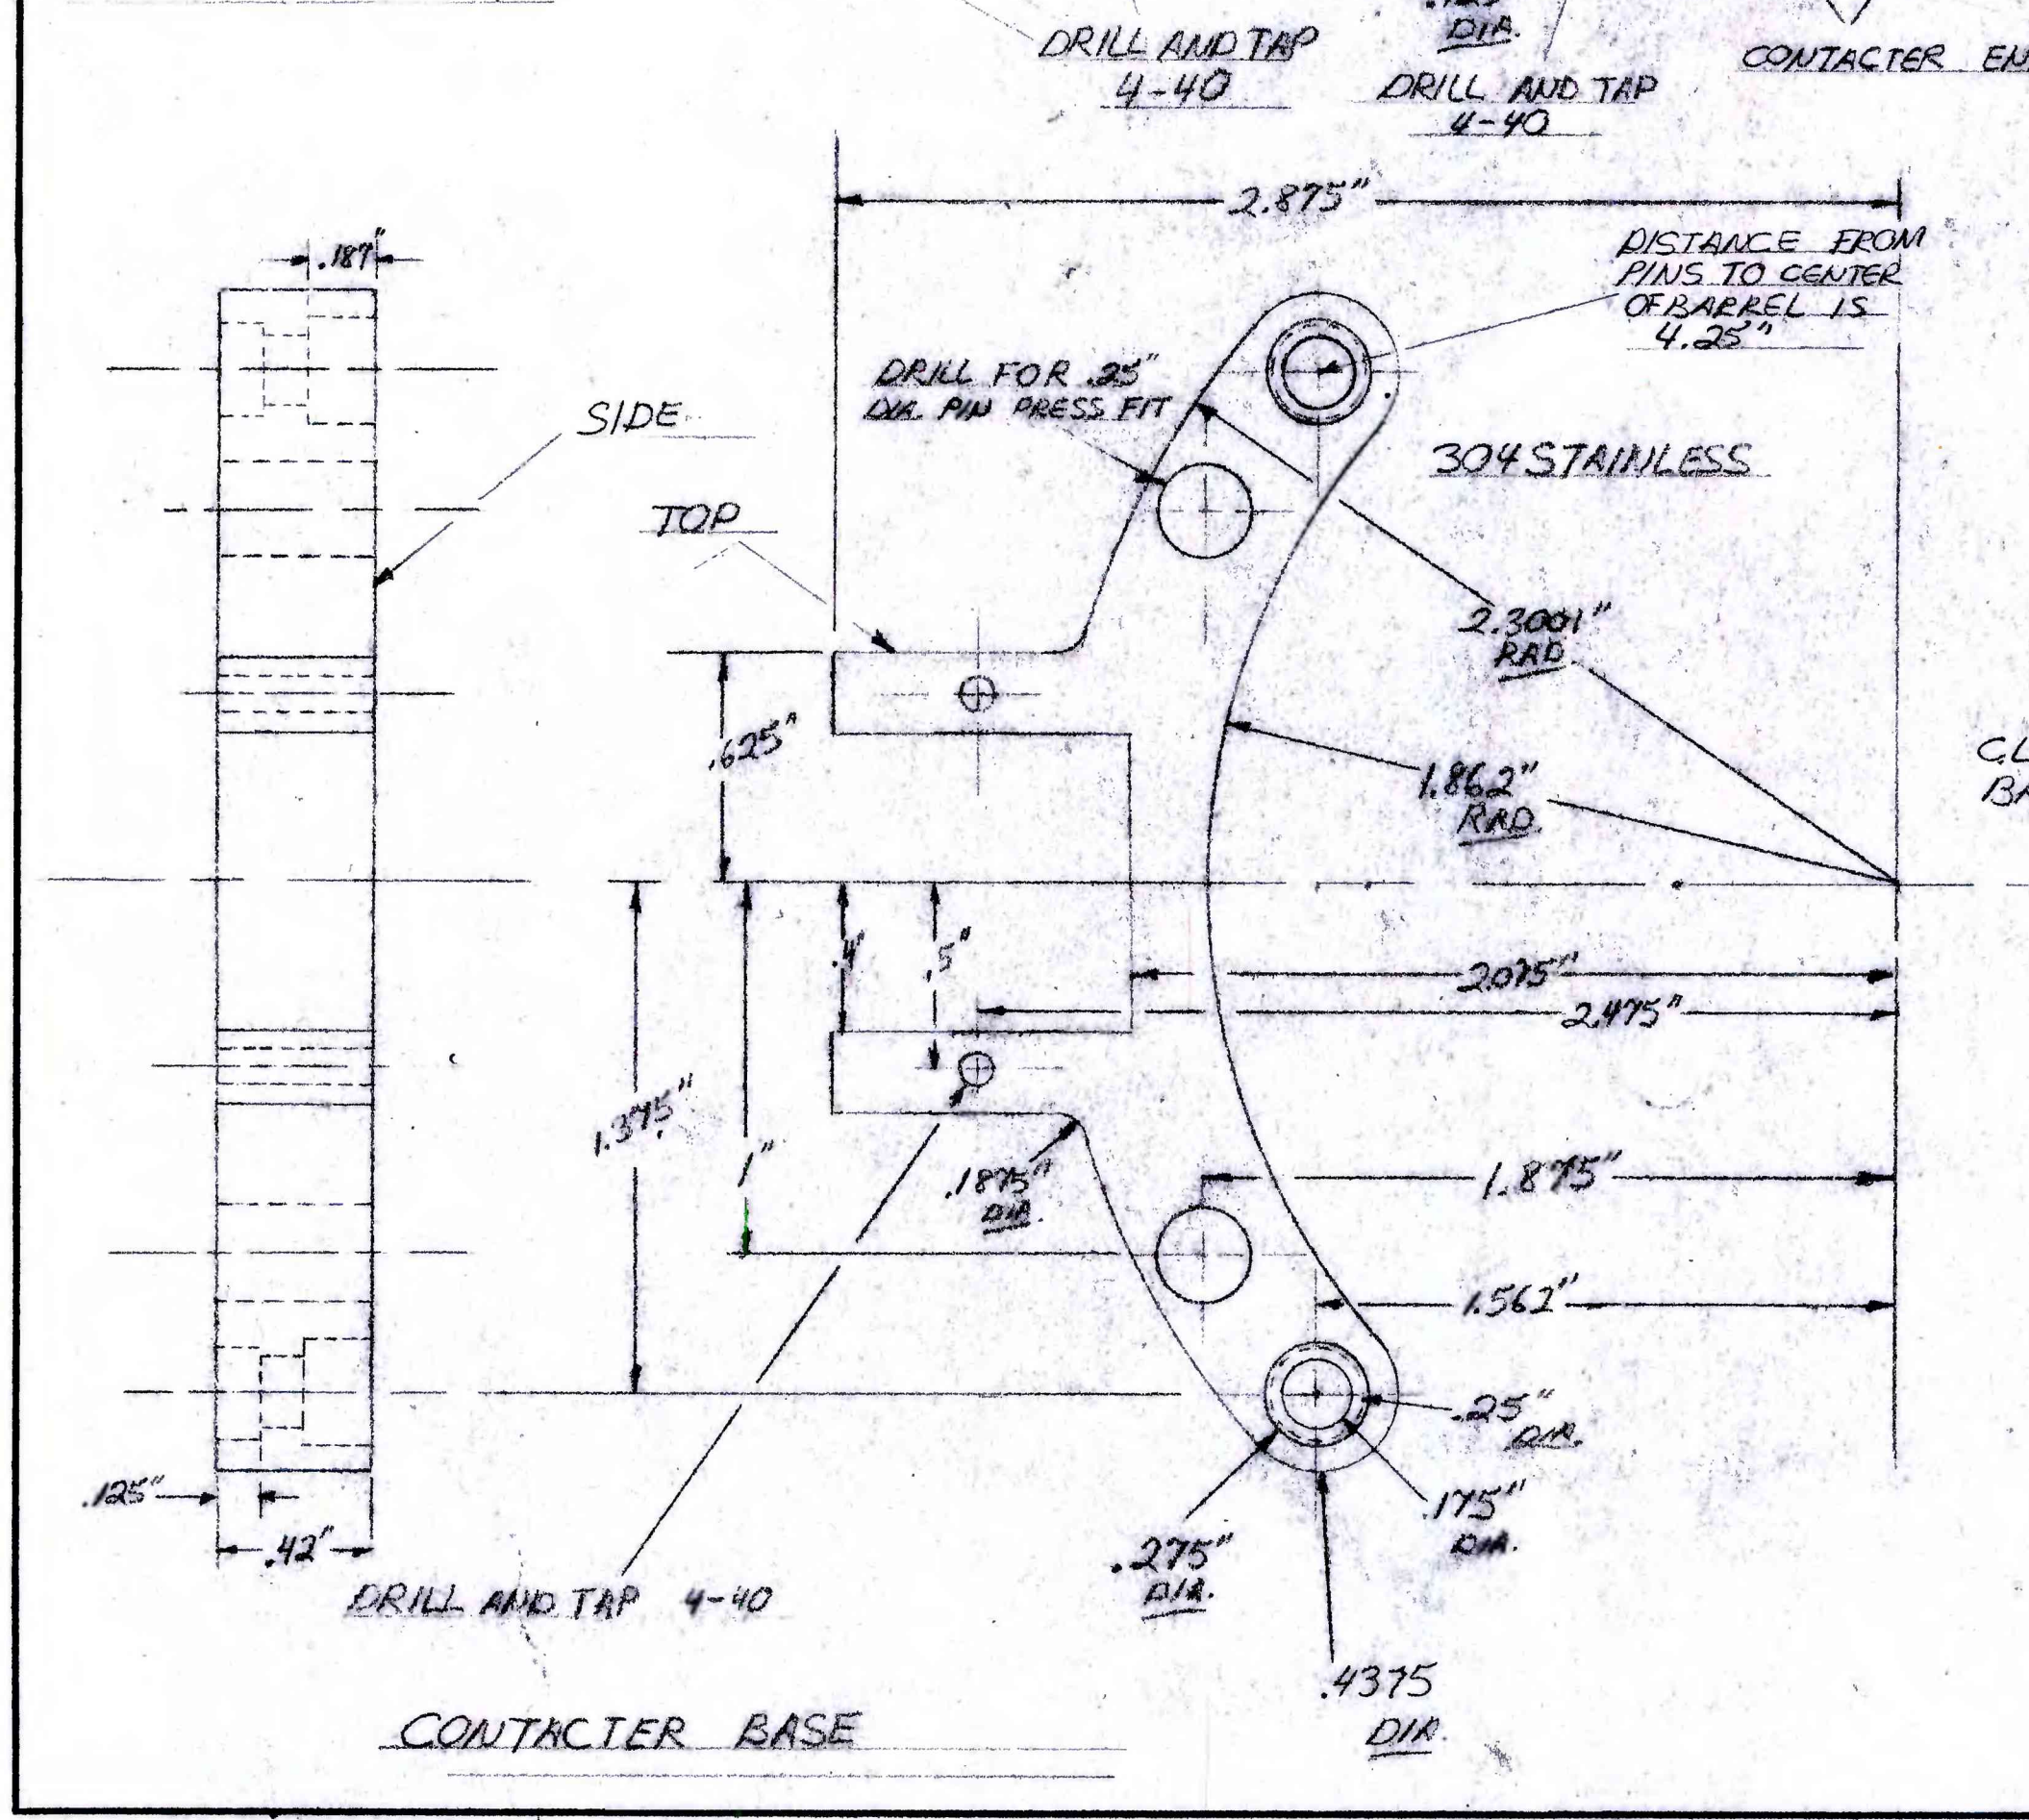 DIA.
DRILL AND TAP
4-40
DRILL AND TAP
4-40
CONTACTER
2.875"
.187"
DISTANCE FROM
PINS TO CENTER
OF BARREL IS
4.25"
DRILL FOR .25"
DIA. PIN PRESS FIT
SIDE
304 STAINLESS
TOP
2.3001"
RAD
.625"
1.862"
RAD.
.4"
.5"
2.075"
2.475"
1.375"
1"
.1875"
DIA.
1.875"
1.562"
.25"
DIA.
.125"
.175"
DIA.
.42"
.275"
DIA.
DRILL AND TAP 4-40
.4375
DIA.
CONTACTER BASE